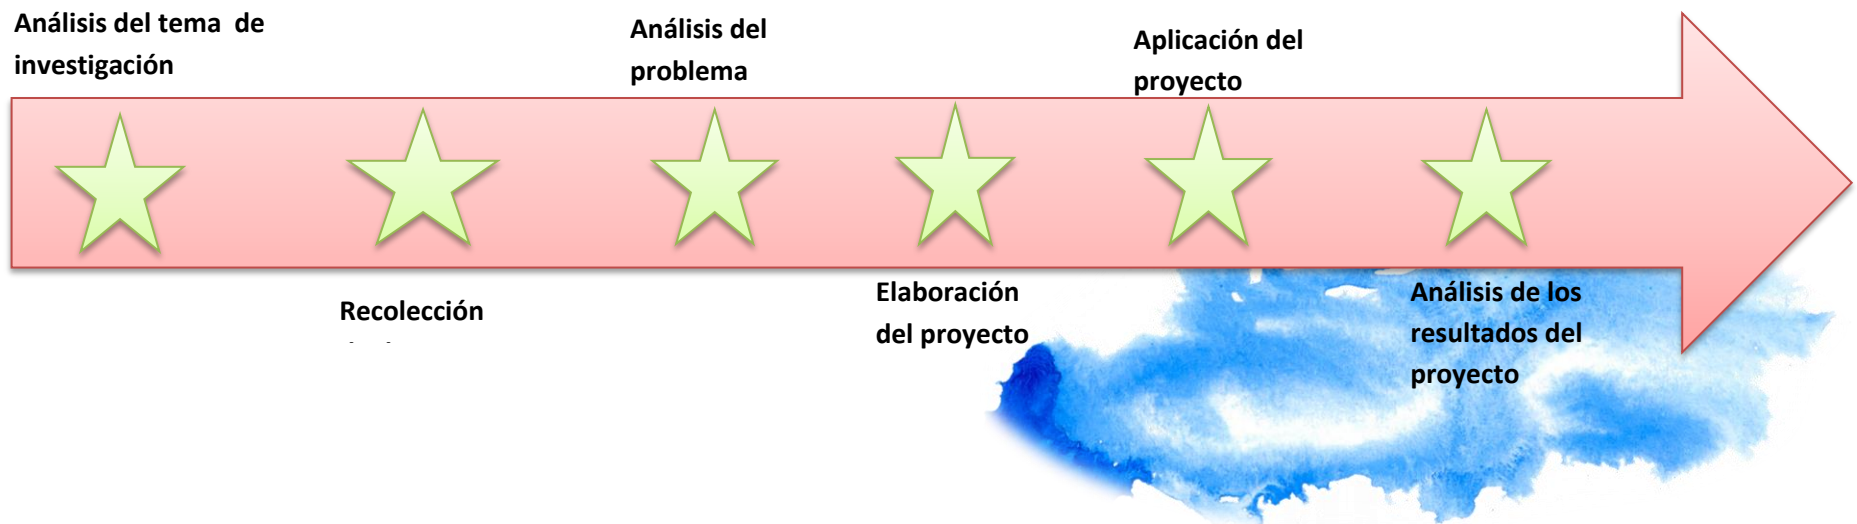 Análisis del tema de
investigación
Recolección
Análisis del
problema
Elaboración
del proyecto
Aplicación del
proyecto
Análisis de los
resultados del
proyecto